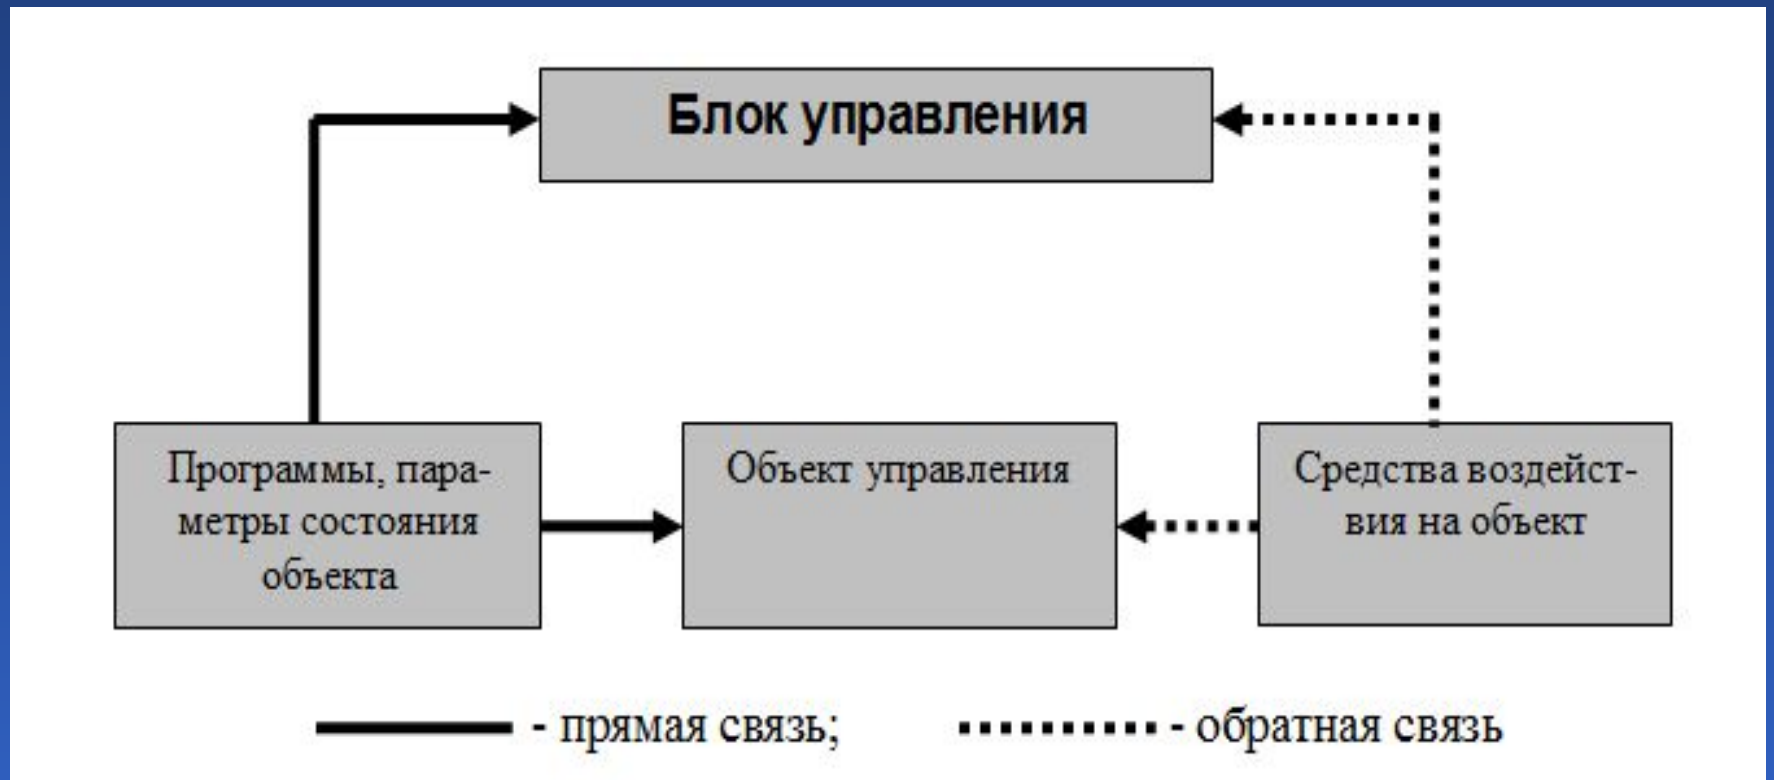 Блок управления
Программы, пара-
метры состояния
объекта
Объект управления
Средства воздейст-
вия на объект
- прямая связь;
- обратная связь